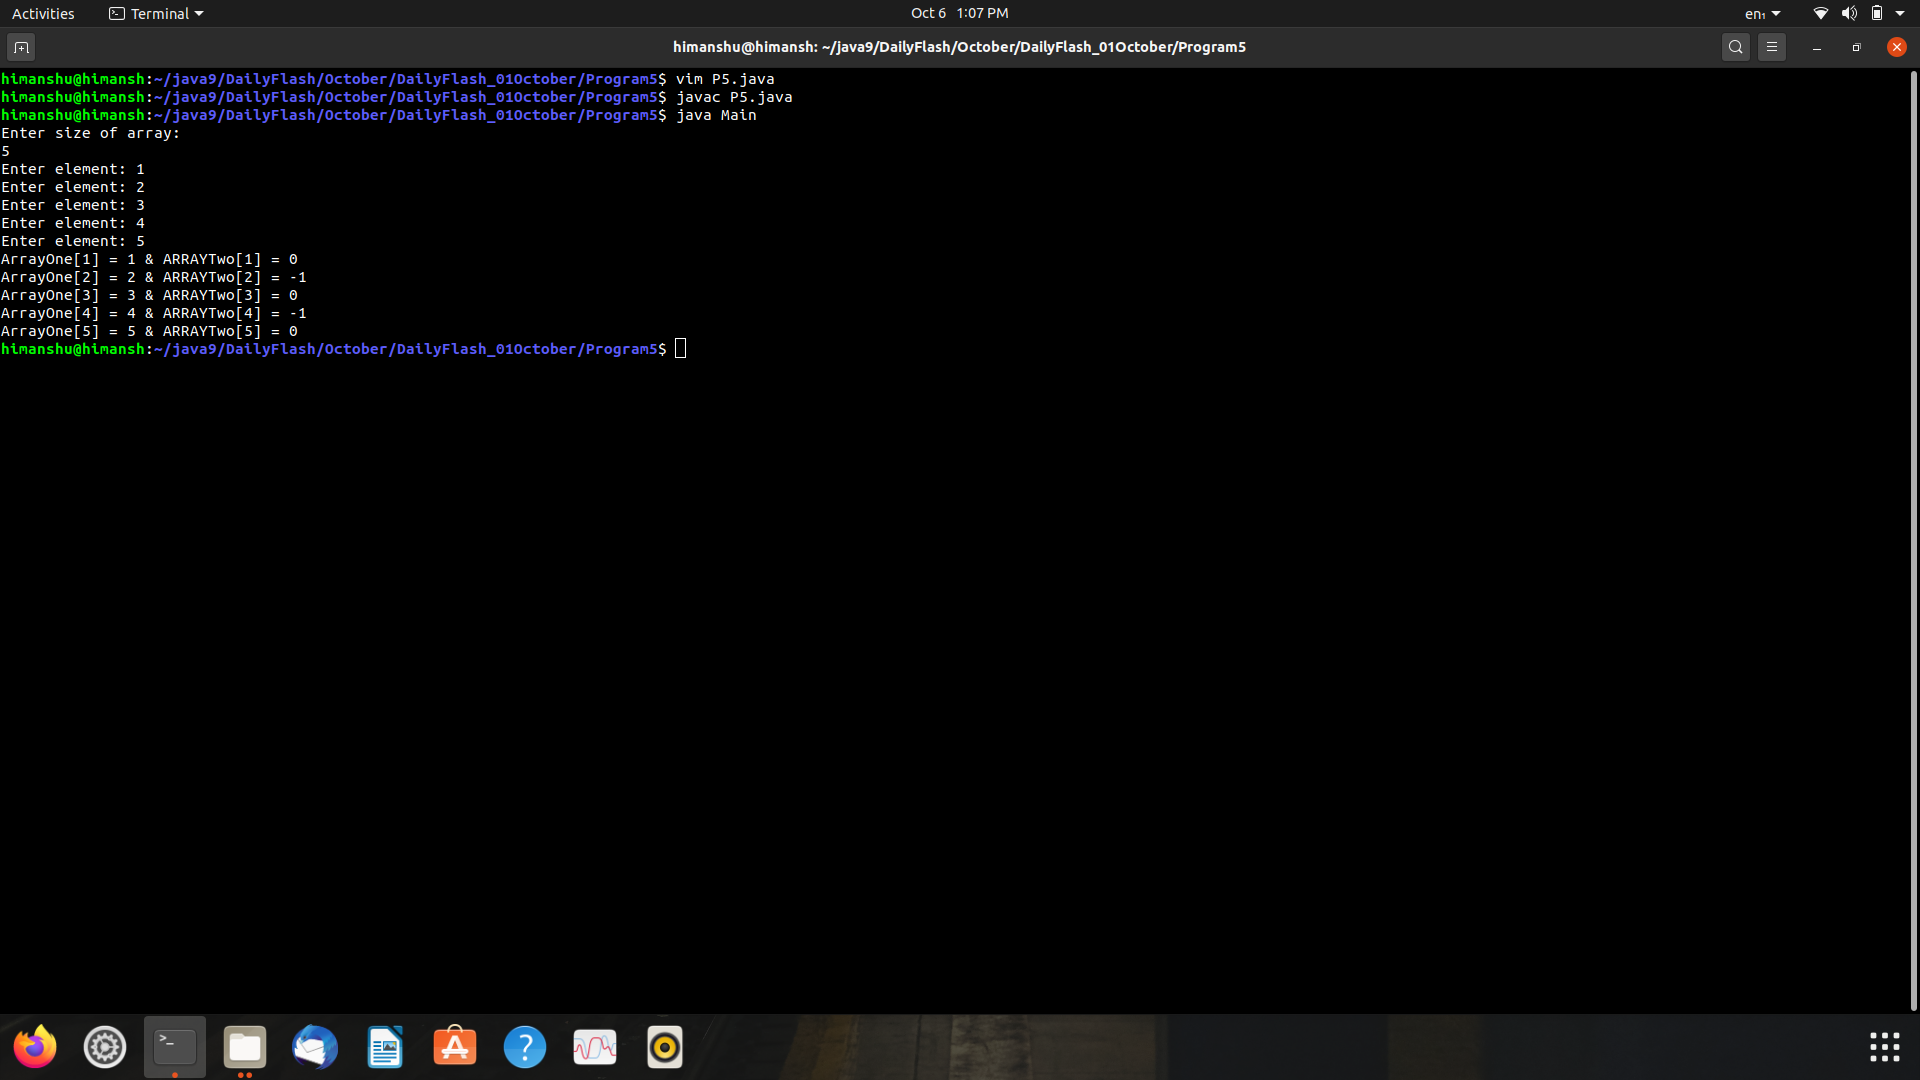 Activities Terminal Oct 6 1:07 PM en₁
himanshu@himansh: ~/java9/DailyFlash/October/DailyFlash_01October/Program5
himanshu@himansh:~/java9/DailyFlash/October/DailyFlash_01October/Program5$ vim P5.java
himanshu@himansh:~/java9/DailyFlash/October/DailyFlash_01October/Program5$ javac P5.java
himanshu@himansh:~/java9/DailyFlash/October/DailyFlash_01October/Program5$ java Main
Enter size of array:
5
Enter element: 1
Enter element: 2
Enter element: 3
Enter element: 4
Enter element: 5
ArrayOne[1] = 1 & ARRAYTwo[1] = 0
ArrayOne[2] = 2 & ARRAYTwo[2] = -1
ArrayOne[3] = 3 & ARRAYTwo[3] = 0
ArrayOne[4] = 4 & ARRAYTwo[4] = -1
ArrayOne[5] = 5 & ARRAYTwo[5] = 0
himanshu@himansh:~/java9/DailyFlash/October/DailyFlash_01October/Program5$